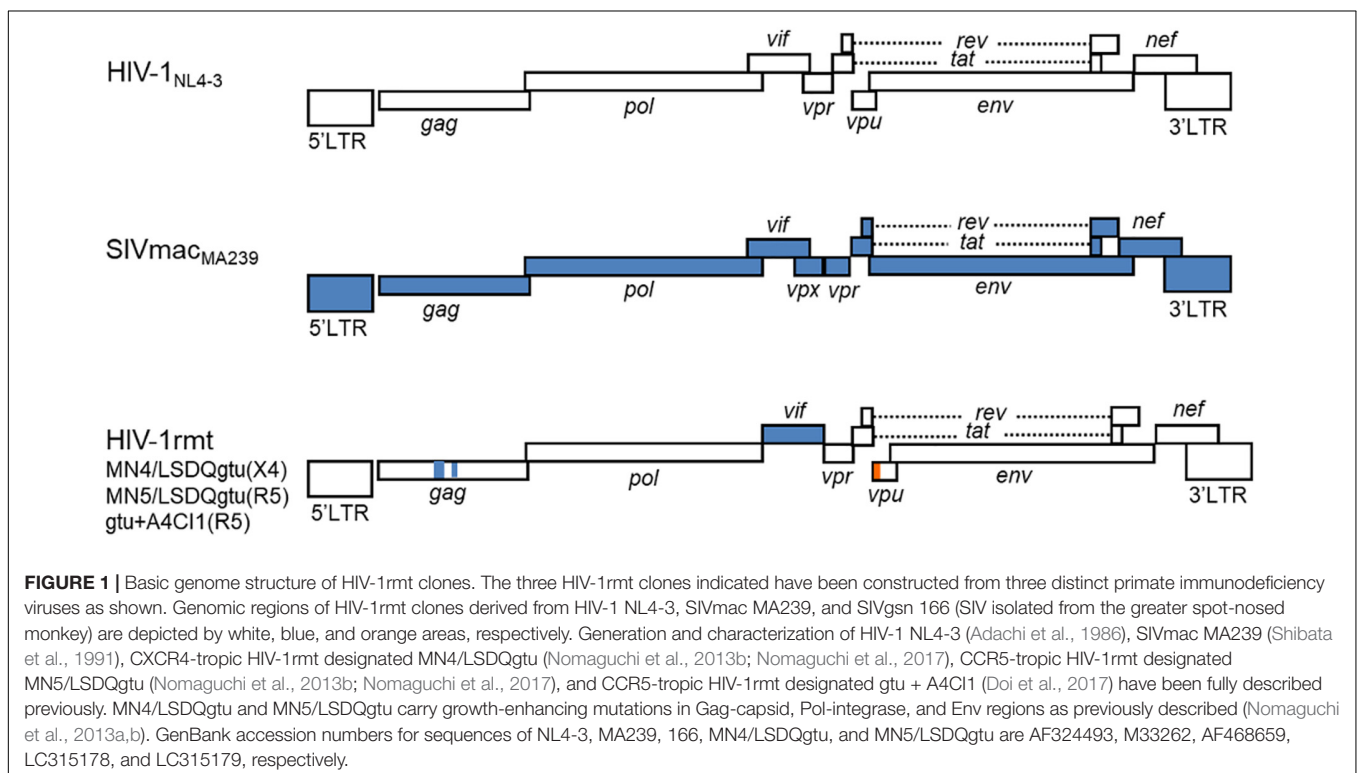 vif
rev
tat
nef
HIV-1NL4-3
5'LTR
gag
pol
vpr
vpu
env
3'LTR
vif
rev
tat
nef
SIVmacMA239
5'LTR
gag
pol
vpx
vpr
env
3'LTR
vif
rev
tat
nef
HIV-1rmt
MN4/LSDQgtu(X4)
MN5/LSDQgtu(R5)
gtu+A4CI1(R5)
5'LTR
gag
pol
vpr
vpu
env
3'LTR
FIGURE 1 | Basic genome structure of HIV-1rmt clones. The three HIV-1rmt clones indicated have been constructed from three distinct primate immunodeficiency
viruses as shown. Genomic regions of HIV-1rmt clones derived from HIV-1 NL4-3, SIVmac MA239, and SIVgsn 166 (SIV isolated from the greater spot-nosed
monkey) are depicted by white, blue, and orange areas, respectively. Generation and characterization of HIV-1 NL4-3 (Adachi et al., 1986), SIVmac MA239 (Shibata
et al., 1991), CXCR4-tropic HIV-1rmt designated MN4/LSDQgtu (Nomaguchi et al., 2013b; Nomaguchi et al., 2017), CCR5-tropic HIV-1rmt designated
MN5/LSDQgtu (Nomaguchi et al., 2013b; Nomaguchi et al., 2017), and CCR5-tropic HIV-1rmt designated gtu + A4CI1 (Doi et al., 2017) have been fully described
previously. MN4/LSDQgtu and MN5/LSDQgtu carry growth-enhancing mutations in Gag-capsid, Pol-integrase, and Env regions as previously described (Nomaguchi
et al., 2013a,b). GenBank accession numbers for sequences of NL4-3, MA239, 166, MN4/LSDQgtu, and MN5/LSDQgtu are AF324493, M33262, AF468659,
LC315178, and LC315179, respectively.